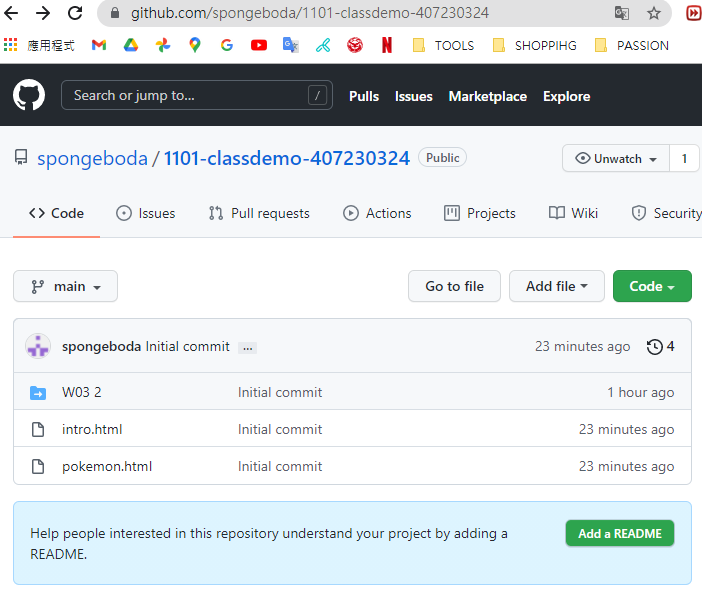 github.com/spongeboda/1101-classdemo-407230324
應用程式 TOOLS SHOPPIHG PASSION
Search or jump to... / Pulls Issues Marketplace Explore
spongeboda / 1101-classdemo-407230324 Public Unwatch 1
<> Code Issues Pull requests Actions Projects Wiki Security
main Go to file Add file Code
spongeboda Initial commit ... 23 minutes ago 4
W03 2 Initial commit 1 hour ago
intro.html Initial commit 23 minutes ago
pokemon.html Initial commit 23 minutes ago
Help people interested in this repository understand your project by adding a
README.
Add a README